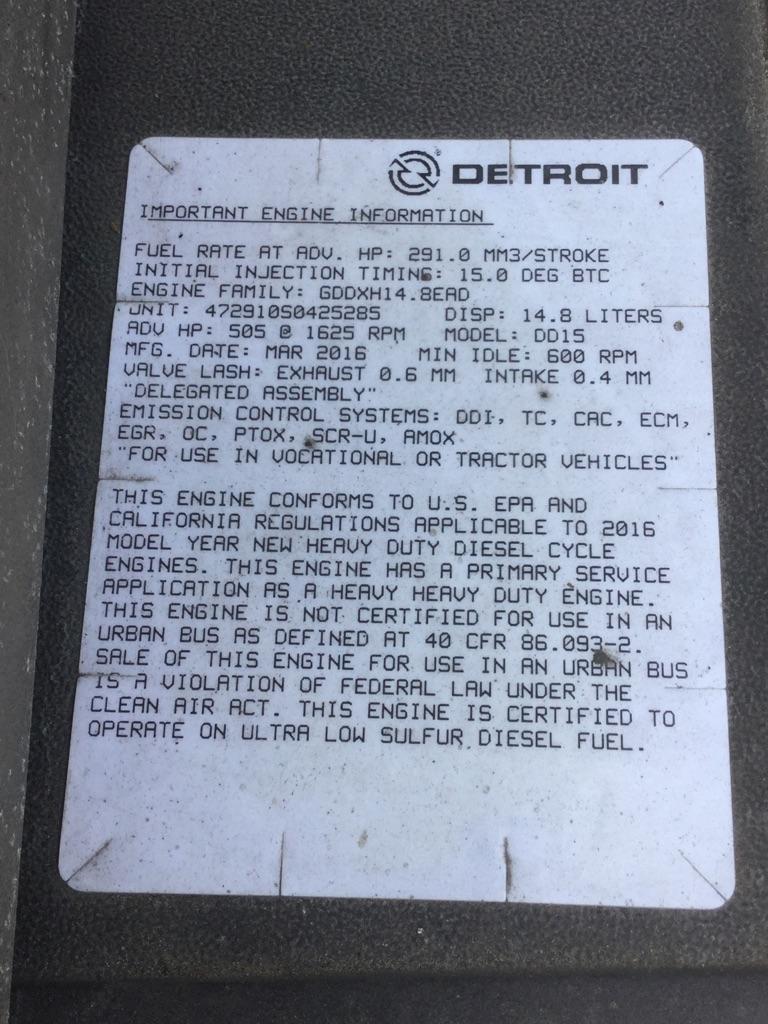 DETROIT
IMPORTANT ENGINE INFORMATION
FUEL RATE AT ADV. HP: 291.0 MM3/STROKE
INITIAL INJECTION TIMING: 15.0 DEG BTC
ENGINE FAMILY: GDDXH14.8EAD
UNIT: 472910S0425285 DISP: 14.8 LITERS
ADV HP: 505 @ 1625 RPM MODEL: DD15
MFG. DATE: MAR 2016 MIN IDLE: 600 RPM
VALVE LASH: EXHAUST 0.6 MM INTAKE 0.4 MM
"DELEGATED ASSEMBLY"
EMISSION CONTROL SYSTEMS: DDI, TC, CAC, ECM,
EGR, OC, PTOX, SCR-U, AMOX
"FOR USE IN VOCATIONAL OR TRACTOR VEHICLES"
THIS ENGINE CONFORMS TO U.S. EPA AND
CALIFORNIA REGULATIONS APPLICABLE TO 2016
MODEL YEAR NEW HEAVY DUTY DIESEL CYCLE
ENGINES. THIS ENGINE HAS A PRIMARY SERVICE
APPLICATION AS A HEAVY HEAVY DUTY ENGINE.
THIS ENGINE IS NOT CERTIFIED FOR USE IN AN
URBAN BUS AS DEFINED AT 40 CFR 86.093-2.
SALE OF THIS ENGINE FOR USE IN AN URBAN BUS
IS A VIOLATION OF FEDERAL LAW UNDER THE
CLEAN AIR ACT. THIS ENGINE IS CERTIFIED TO
OPERATE ON ULTRA LOW SULFUR DIESEL FUEL.